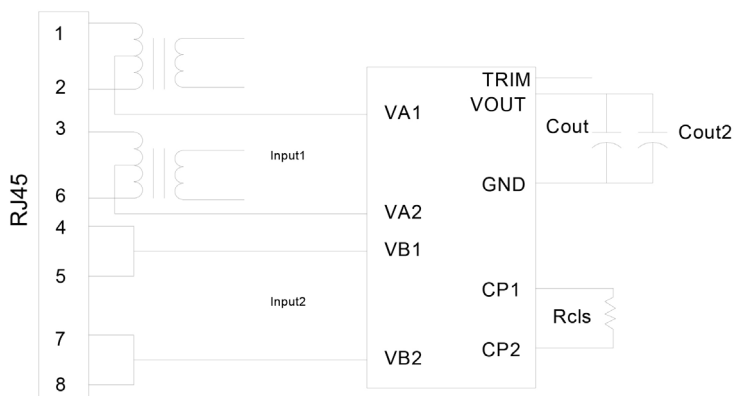 RJ45
1
2
3
6
4
5
7
8
Input1
Input2
VA1
VA2
VB1
VB2
TRIM
VOUT
GND
CP1
CP2
Cout
Cout2
Rcls